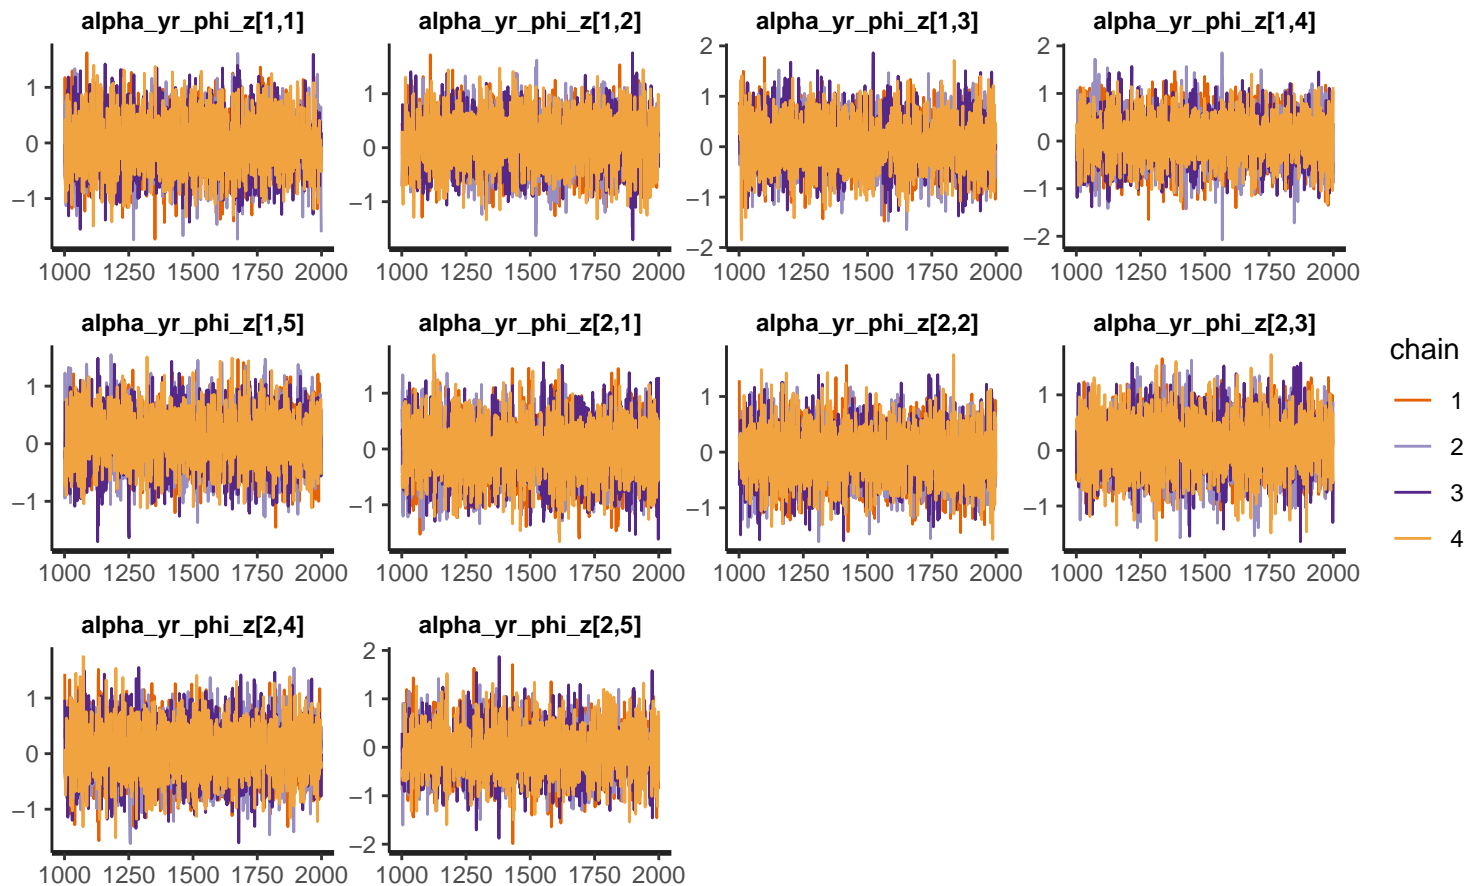 alpha_yr_phi_z[1,1] alpha_yr_phi_z[1,2] alpha_yr_phi_z[1,3] alpha_yr_phi_z[1,4]
1
0
−1
1000 1250 1500 1750 2000
1
0
−1
1000 1250 1500 1750 2000
2
1
0
−1
−2
1000 1250 1500 1750 2000
2
1
0
−1
−2
1000 1250 1500 1750 2000
alpha_yr_phi_z[1,5] alpha_yr_phi_z[2,1] alpha_yr_phi_z[2,2] alpha_yr_phi_z[2,3]
1
0
−1
1000 1250 1500 1750 2000
1
0
−1
1000 1250 1500 1750 2000
1
0
−1
1000 1250 1500 1750 2000
1
0
−1
1000 1250 1500 1750 2000
alpha_yr_phi_z[2,4] alpha_yr_phi_z[2,5]
1
0
−1
1000 1250 1500 1750 2000
2
1
0
−1
−2
1000 1250 1500 1750 2000
chain
1
2
3
4